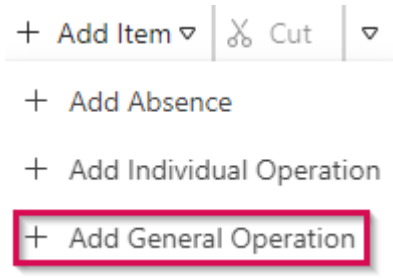 + Add Item ▿ Cut ▿
+ Add Absence
+ Add Individual Operation
+ Add General Operation